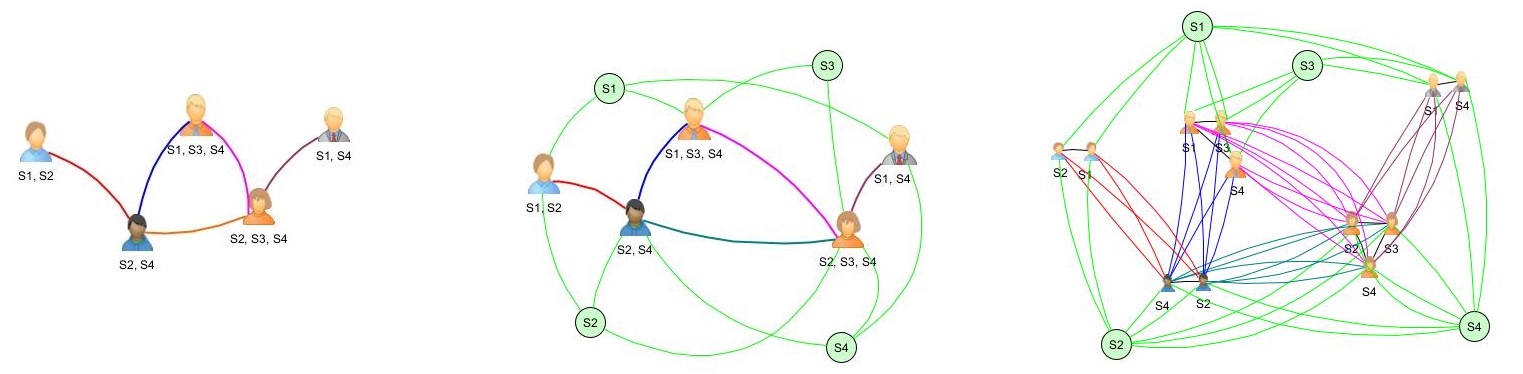 S1, S2
S2, S4
S1, S3, S4
S2, S3, S4
S1, S4
S1
S3
S1, S3, S4
S1, S4
S1, S2
S2, S4
S2, S3, S4
S2
S4
S1
S3
S1
S4
S2
S1
S1
S3
S4
S2
S3
S4
S4
S2
S2
S4